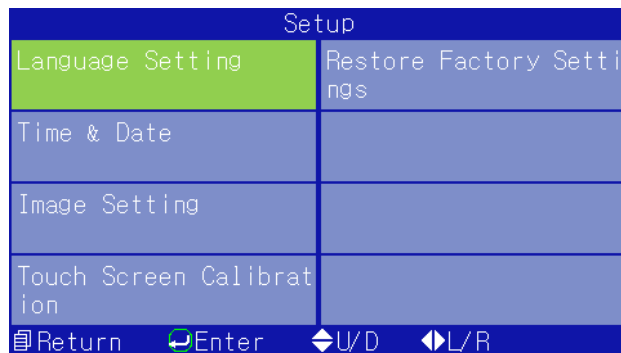 Setup
Language Setting
Restore Factory Setti
ngs
Time & Date
Image Setting
Touch Screen Calibrat
ion
Return Enter U/D L/R